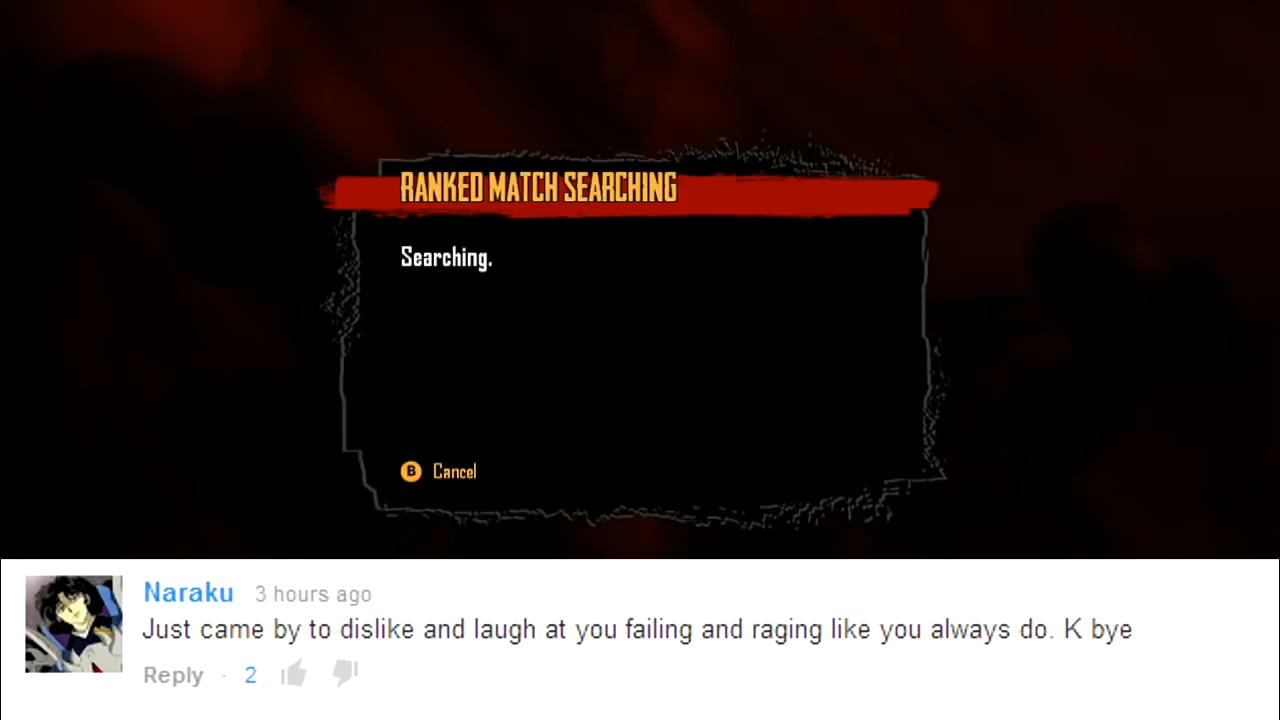 RANKED MATCH SEARCHING
Searching.
B Cancel
Naraku 3 hours ago
Just came by to dislike and laugh at you failing and raging like you always do. K bye
Reply · 2